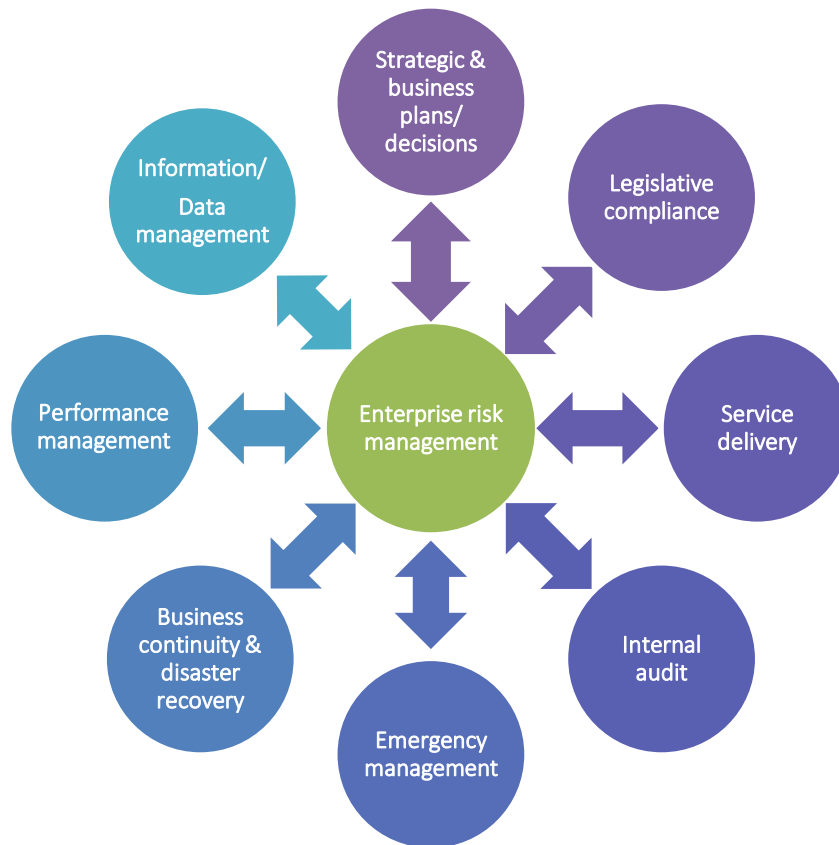 Strategic &
business
plans/
decisions
Legislative
compliance
Service
delivery
Internal
audit
Emergency
management
Business
continuity &
disaster
recovery
Performance
management
Information/
Data
management
Enterprise risk
management